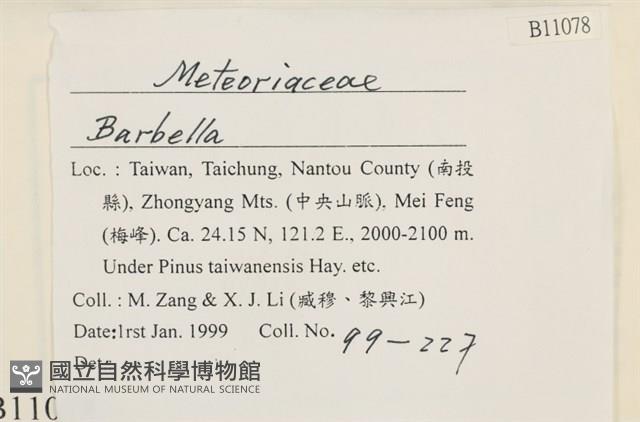 B11078
Meteoriaceae
Barbella
Loc. : Taiwan, Taichung, Nantou County (南投
縣), Zhongyang Mts. (中央山脈), Mei Feng
(梅峰). Ca. 24.15 N, 121.2 E., 2000-2100 m.
Under Pinus taiwanensis Hay. etc.
Coll. : M. Zang & X. J. Li (臧穆、黎興江)
Date:1rst Jan. 1999 Coll. No. 99-227
Det.
國立自然科學博物館
NATIONAL MUSEUM OF NATURAL SCIENCE
B110